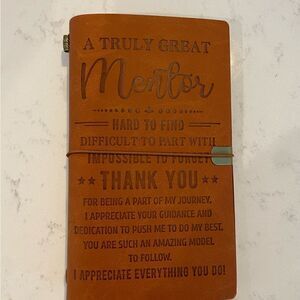 A TRULY GREAT
Mentor
HARD TO FIND
DIFFICULT TO PART WITH
IMPOSSIBLE TO FORGET
★★ THANK YOU ★★
FOR BEING A PART OF MY JOURNEY.
I APPRECIATE YOUR GUIDANCE AND
DEDICATION TO PUSH ME TO DO MY BEST.
YOU ARE SUCH AN AMAZING MODEL
TO FOLLOW.
I APPRECIATE EVERYTHING YOU DO!